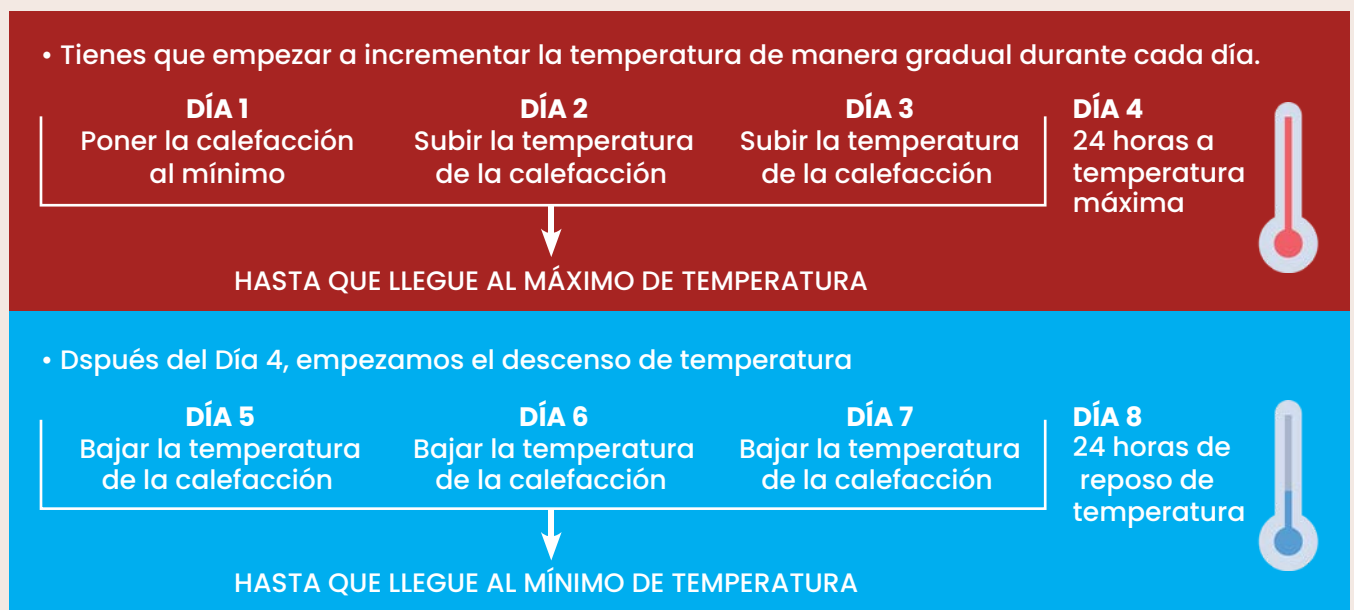 • Tienes que empezar a incrementar la temperatura de manera gradual durante cada día.
DÍA 1
Poner la calefacción
al mínimo
DÍA 2
Subir la temperatura
de la calefacción
DÍA 3
Subir la temperatura
de la calefacción
DÍA 4
24 horas a
temperatura
máxima
HASTA QUE LLEGUE AL MÁXIMO DE TEMPERATURA
• Dspués del Día 4, empezamos el descenso de temperatura
DÍA 5
Bajar la temperatura
de la calefacción
DÍA 6
Bajar la temperatura
de la calefacción
DÍA 7
Bajar la temperatura
de la calefacción
DÍA 8
24 horas de
reposo de
temperatura
HASTA QUE LLEGUE AL MÍNIMO DE TEMPERATURA